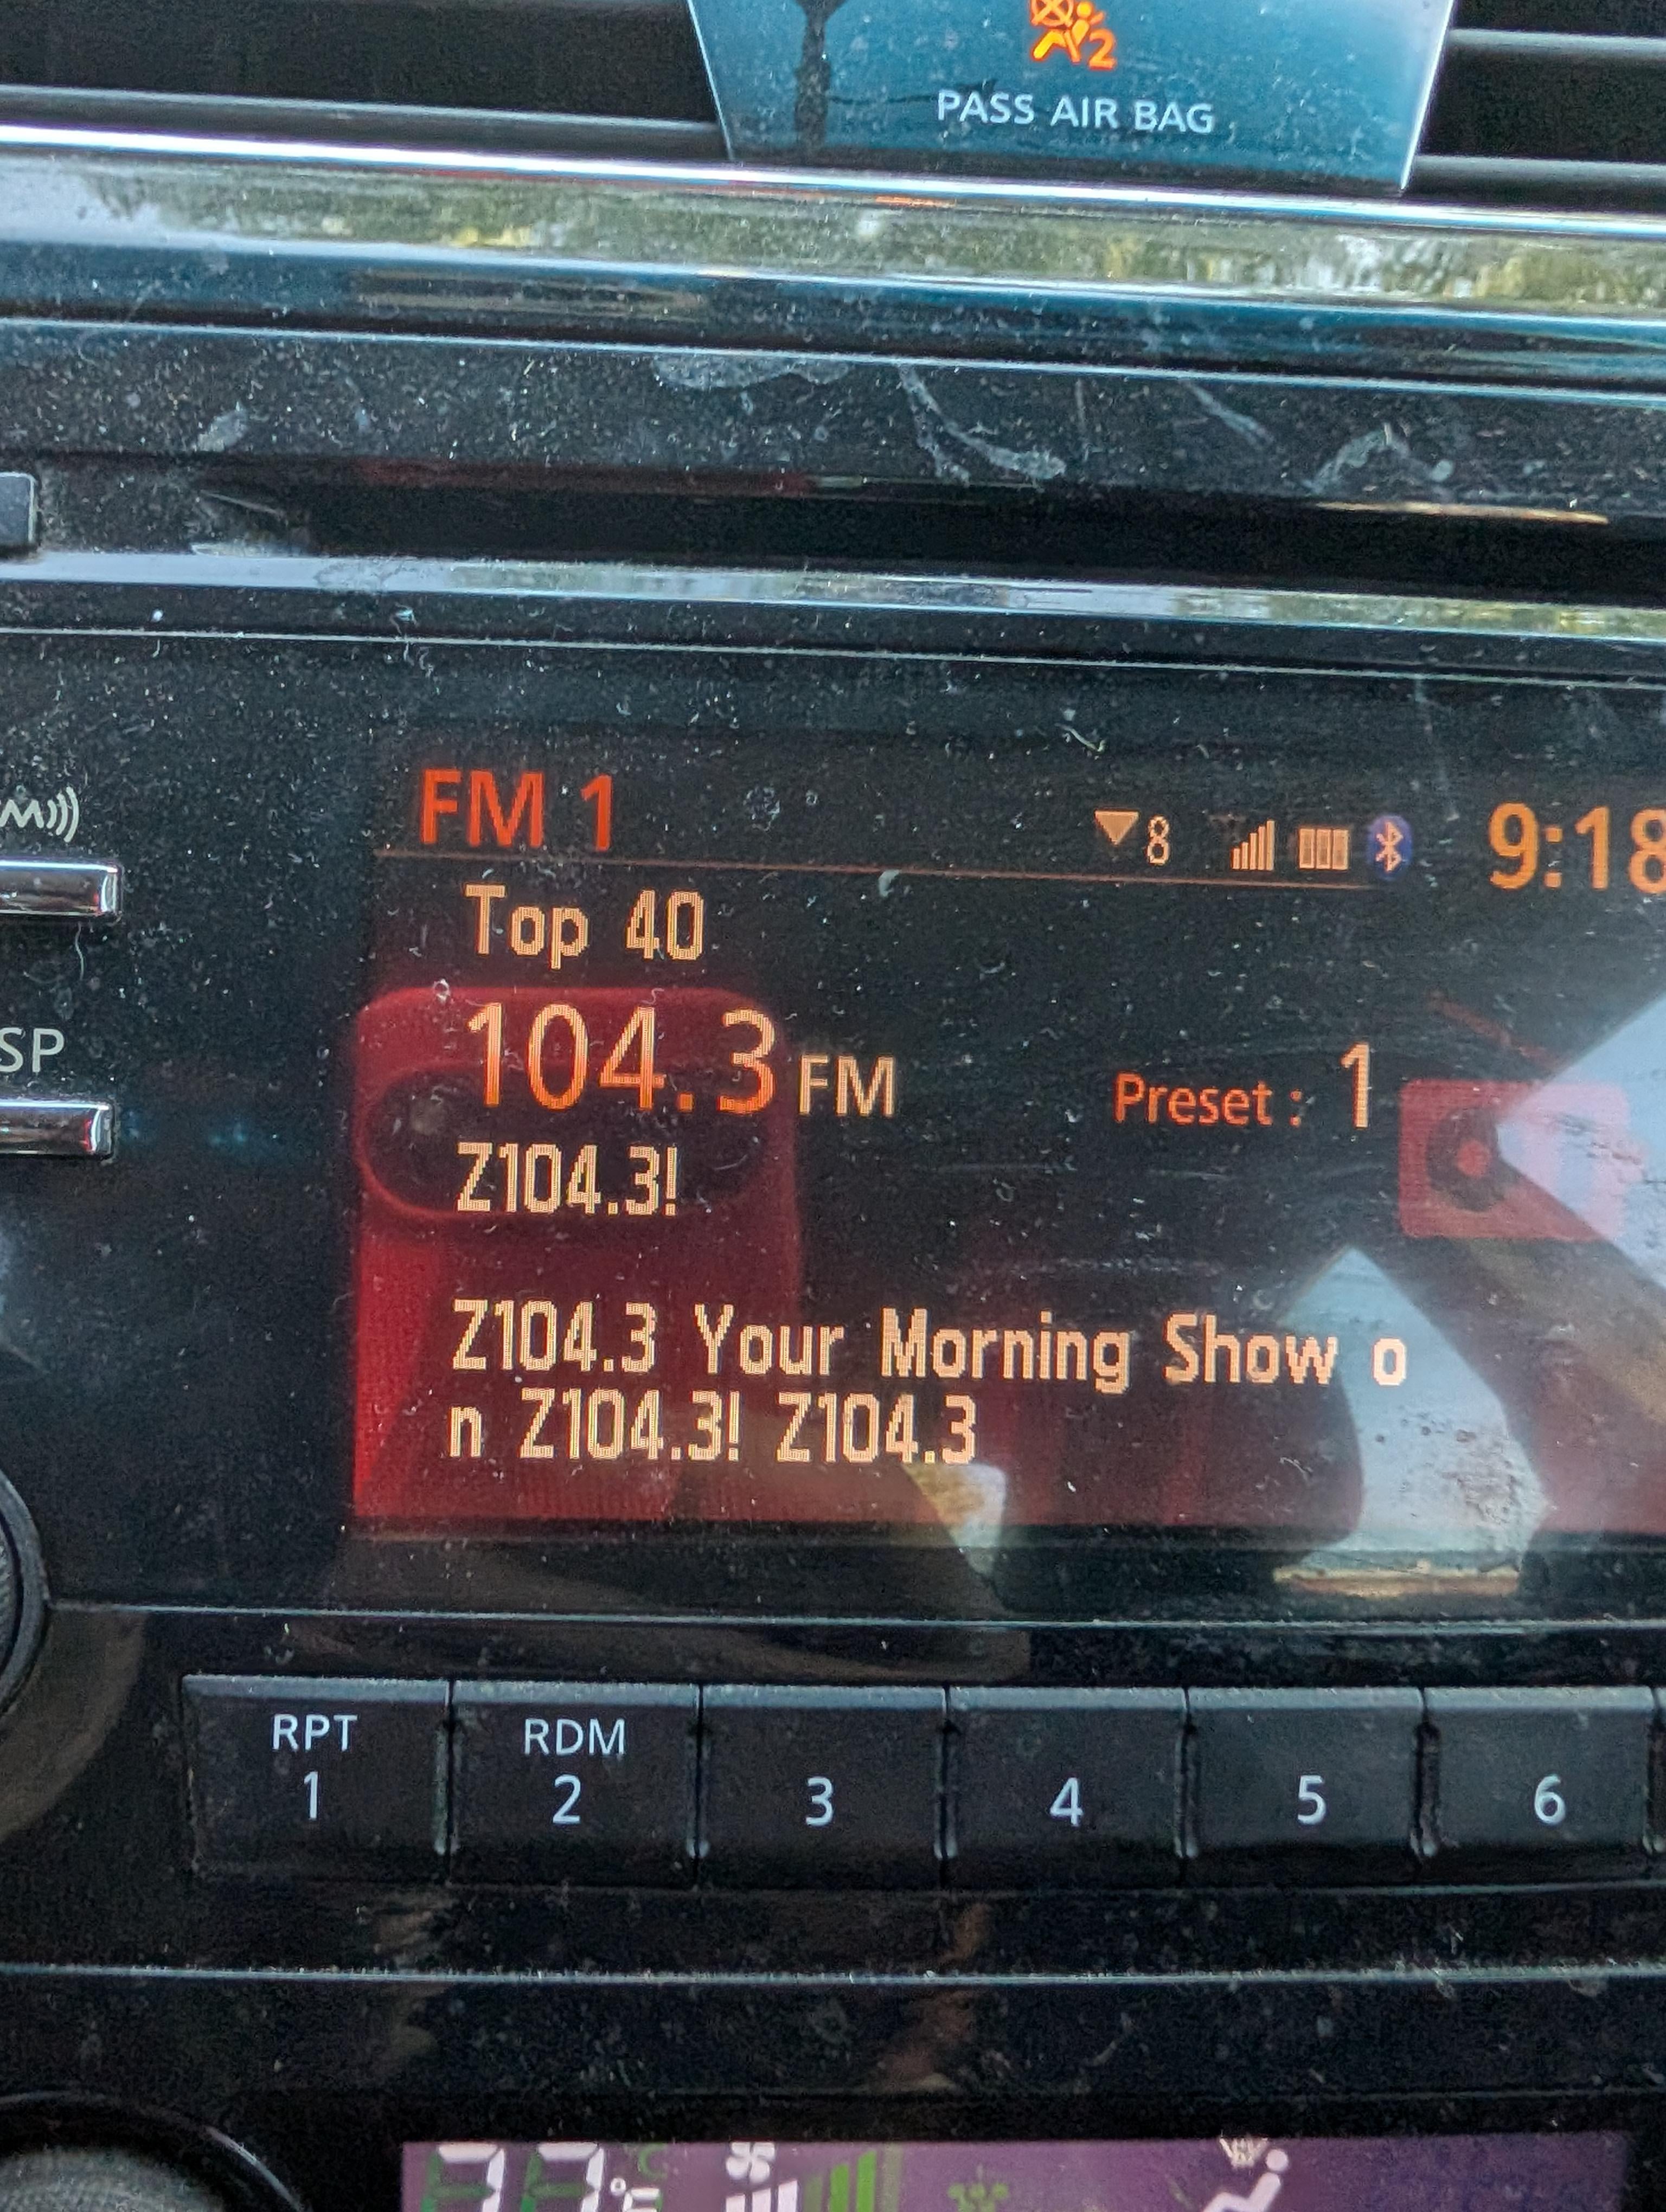 2
PASS AIR BAG
FM 1
8
9:18
Top 40
104.3 FM
Preset : 1
Z104.3!
Z104.3 Your Morning Show o
n Z104.3! Z104.3
SP
RPT
1
RDM
2
3
4
5
6